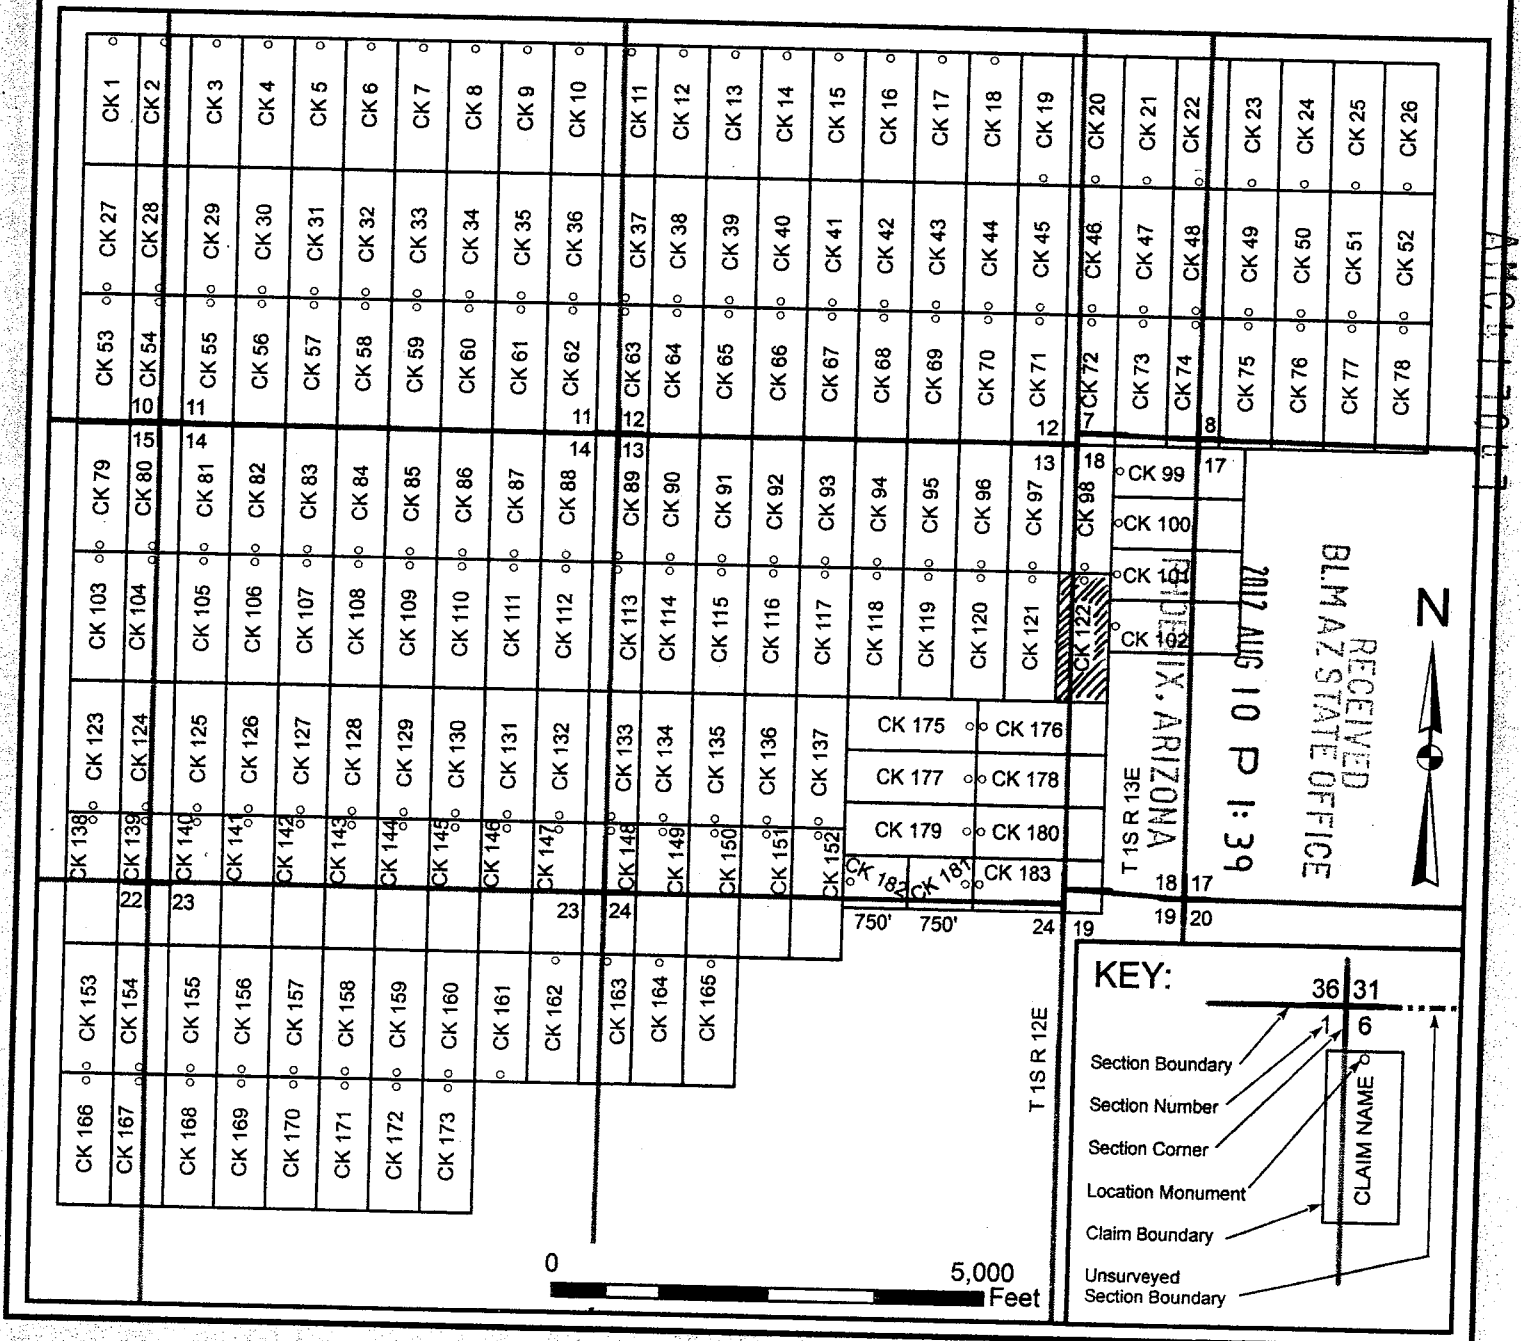 CK 1 CK 2 CK 3 CK 4 CK 5 CK 6 CK 7 CK 8 CK 9 CK 10 CK 11 CK 12 CK 13 CK 14 CK 15 CK 16 CK 17 CK 18 CK 19 CK 20 CK 21 CK 22 CK 23 CK 24 CK 25 CK 26
CK 27 CK 28 CK 29 CK 30 CK 31 CK 32 CK 33 CK 34 CK 35 CK 36 CK 37 CK 38 CK 39 CK 40 CK 41 CK 42 CK 43 CK 44 CK 45 CK 46 CK 47 CK 48 CK 49 CK 50 CK 51 CK 52
CK 53 CK 54 CK 55 CK 56 CK 57 CK 58 CK 59 CK 60 CK 61 CK 62 CK 63 CK 64 CK 65 CK 66 CK 67 CK 68 CK 69 CK 70 CK 71 CK 72 CK 73 CK 74 CK 75 CK 76 CK 77 CK 78
10 11 11 12 12 7 8
15 14 14 13 13 18 17
CK 79 CK 80 CK 81 CK 82 CK 83 CK 84 CK 85 CK 86 CK 87 CK 88 CK 89 CK 90 CK 91 CK 92 CK 93 CK 94 CK 95 CK 96 CK 97 CK 98 CK 99
CK 100
CK 101
CK 102
CK 103 CK 104 CK 105 CK 106 CK 107 CK 108 CK 109 CK 110 CK 111 CK 112 CK 113 CK 114 CK 115 CK 116 CK 117 CK 118 CK 119 CK 120 CK 121 CK 122
CK 123 CK 124 CK 125 CK 126 CK 127 CK 128 CK 129 CK 130 CK 131 CK 132 CK 133 CK 134 CK 135 CK 136 CK 137
CK 175 CK 176
CK 177 CK 178
CK 179 CK 180
CK 138 CK 139 CK 140 CK 141 CK 142 CK 143 CK 144 CK 145 CK 146 CK 147 CK 148 CK 149 CK 150 CK 151 CK 152
CK 182 CK 181 CK 183
18 17
22 23 23 24 24 19 19 20
750' 750'
CK 153 CK 154 CK 155 CK 156 CK 157 CK 158 CK 159 CK 160 CK 161 CK 162 CK 163 CK 164 CK 165
CK 166 CK 167 CK 168 CK 169 CK 170 CK 171 CK 172 CK 173
T 1S R 13E
T 1S R 12E
RECEIVED
BLM AZ STATE OFFICE
2012 AUG 10 P 1:39
PHOENIX, ARIZONA
N
KEY:
36 31
1 6
Section Boundary
Section Number
Section Corner
Location Monument
Claim Boundary
Unsurveyed
Section Boundary
CLAIM NAME
0 5,000
Feet